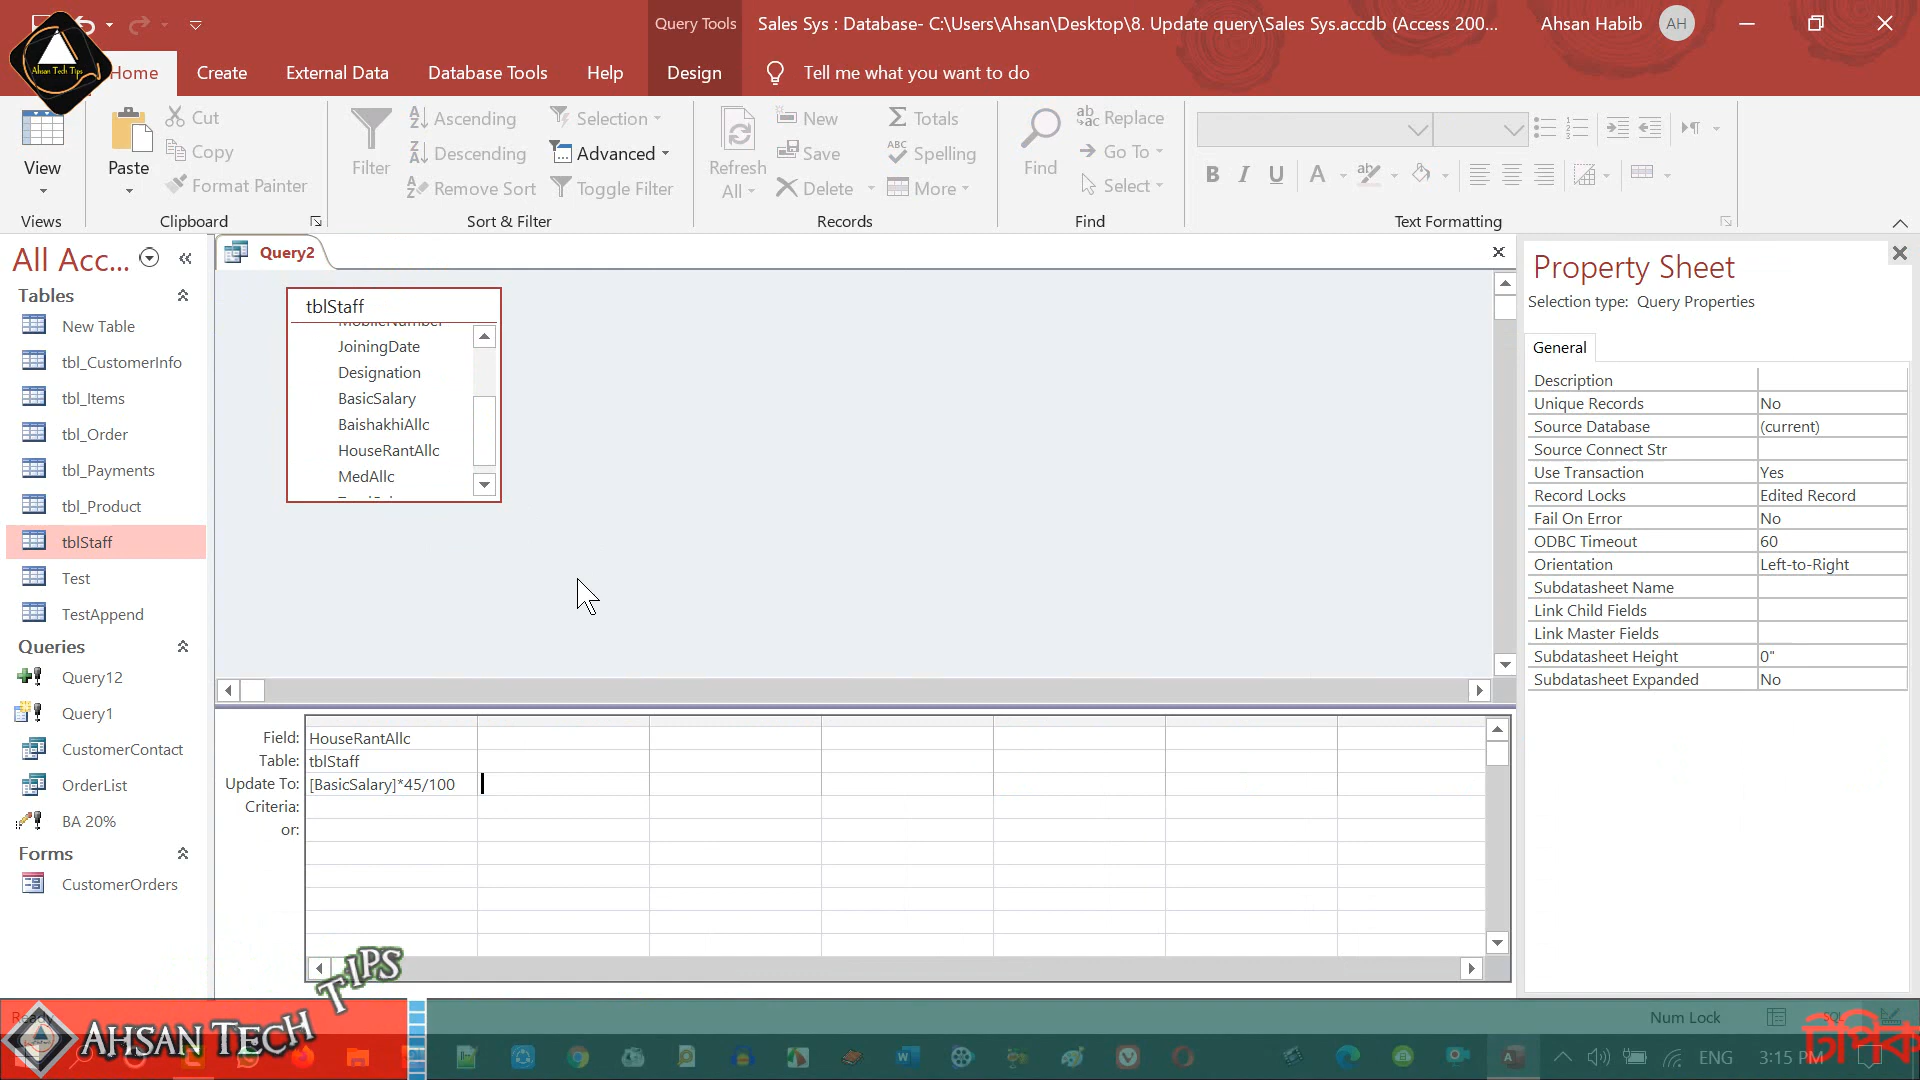 Query Tools
Sales Sys : Database- C:\Users\Ahsan\Desktop\8. Update query\Sales Sys.accdb (Access 200...
Ahsan Habib
AH
Ahsan Tech Tips
Home
Create
External Data
Database Tools
Help
Design
Tell me what you want to do
View
Views
Paste
Cut
Copy
Format Painter
Clipboard
Filter
Ascending
Descending
Remove Sort
Selection
Advanced
Toggle Filter
Sort & Filter
Refresh
All
New
Save
Delete
Totals
Spelling
More
Records
Find
Replace
Go To
Select
Find
B I U A
Text Formatting
All Acc...
Tables
New Table
tbl_CustomerInfo
tbl_Items
tbl_Order
tbl_Payments
tbl_Product
tblStaff
Test
TestAppend
Queries
Query12
Query1
CustomerContact
OrderList
BA 20%
Forms
CustomerOrders
Query2
tblStaff
MobileNumber
JoiningDate
Designation
BasicSalary
BaishakhiAllc
HouseRantAllc
MedAllc
Field: HouseRantAllc
Table: tblStaff
Update To: [BasicSalary]*45/100
Criteria:
or:
Property Sheet
Selection type: Query Properties
General
Description
Unique Records No
Source Database (current)
Source Connect Str
Use Transaction Yes
Record Locks Edited Record
Fail On Error No
ODBC Timeout 60
Orientation Left-to-Right
Subdatasheet Name
Link Child Fields
Link Master Fields
Subdatasheet Height 0"
Subdatasheet Expanded No
Ready
Num Lock
SQL
AHSAN TECH TIPS
ENG
3:15 PM
টপিক